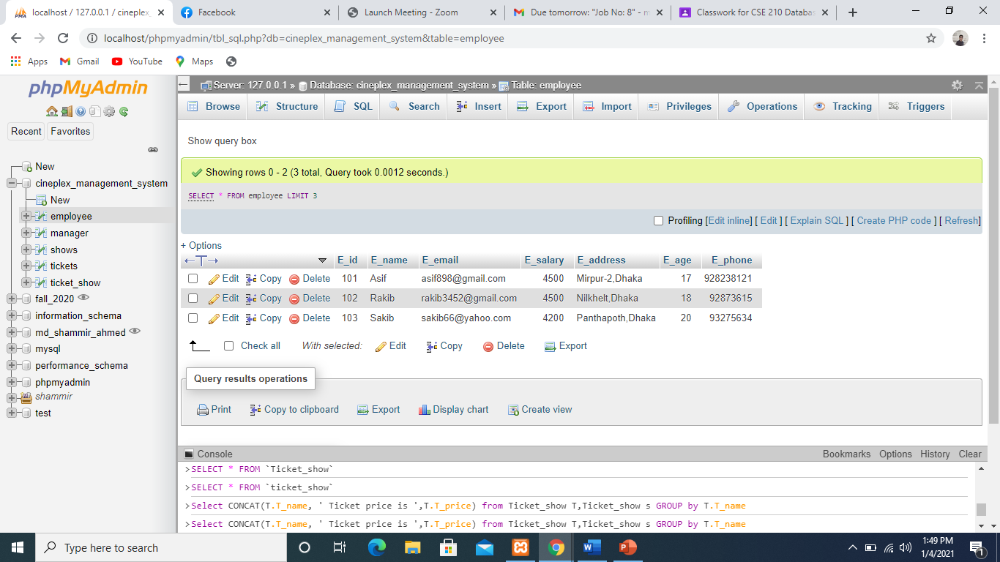 localhost / 127.0.0.1 / cineplex_
Facebook
Launch Meeting - Zoom
Due tomorrow: "Job No: 8" - m
Classwork for CSE 210 Databas
localhost/phpmyadmin/tbl_sql.php?db=cineplex_management_system&table=employee
Apps Gmail YouTube Maps
phpMyAdmin
Recent Favorites
New
cineplex_management_system
New
employee
manager
shows
tickets
ticket_show
fall_2020
information_schema
md_shammir_ahmed
mysql
performance_schema
phpmyadmin
shammir
test
Server: 127.0.0.1 » Database: cineplex_management_system » Table: employee
Browse Structure SQL Search Insert Export Import Privileges Operations Tracking Triggers
Show query box
Showing rows 0 - 2 (3 total, Query took 0.0012 seconds.)
SELECT * FROM employee LIMIT 3
Profiling [Edit inline] [ Edit ] [ Explain SQL ] [ Create PHP code ] [ Refresh]
+ Options
←T→ E_id E_name E_email E_salary E_address E_age E_phone
Edit Copy Delete 101 Asif asif898@gmail.com 4500 Mirpur-2,Dhaka 17 928238121
Edit Copy Delete 102 Rakib rakib3452@gmail.com 4500 Nilkhelt,Dhaka 18 92873615
Edit Copy Delete 103 Sakib sakib66@yahoo.com 4200 Panthapoth,Dhaka 20 93275634
Check all With selected: Edit Copy Delete Export
Query results operations
Print Copy to clipboard Export Display chart Create view
Console Bookmarks Options History Clear
>SELECT * FROM `Ticket_show`
>SELECT * FROM `ticket_show`
>Select CONCAT(T.T_name, ' Ticket price is ',T.T_price) from Ticket_show T,Ticket_show s GROUP by T.T_name
>Select CONCAT(T.T_name, ' Ticket price is ',T.T_price) from Ticket_show T,Ticket_show s GROUP by T.T_name
Type here to search
1:49 PM
1/4/2021
1